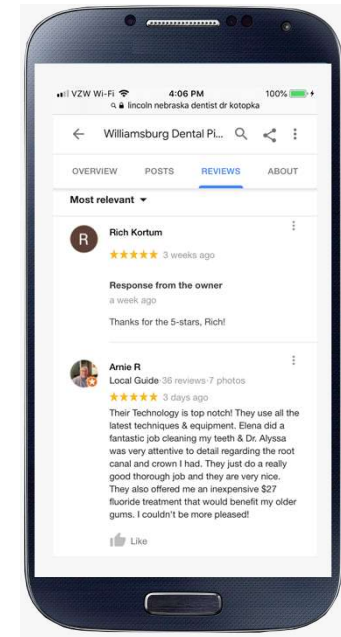 VZW Wi-Fi 4:06 PM 100%
lincoln nebraska dentist dr kotopka
Williamsburg Dental Pi...
OVERVIEW POSTS REVIEWS ABOUT
Most relevant
R
Rich Kortum
3 weeks ago
Response from the owner
a week ago
Thanks for the 5-stars, Rich!
Arnie R
Local Guide·36 reviews·7 photos
3 days ago
Their Technology is top notch! They use all the
latest techniques & equipment. Elena did a
fantastic job cleaning my teeth & Dr. Alyssa
was very attentive to detail regarding the root
canal and crown I had. They just do a really
good thorough job and they are very nice.
They also offered me an inexpensive $27
fluoride treatment that would benefit my older
gums. I couldn't be more pleased!
Like